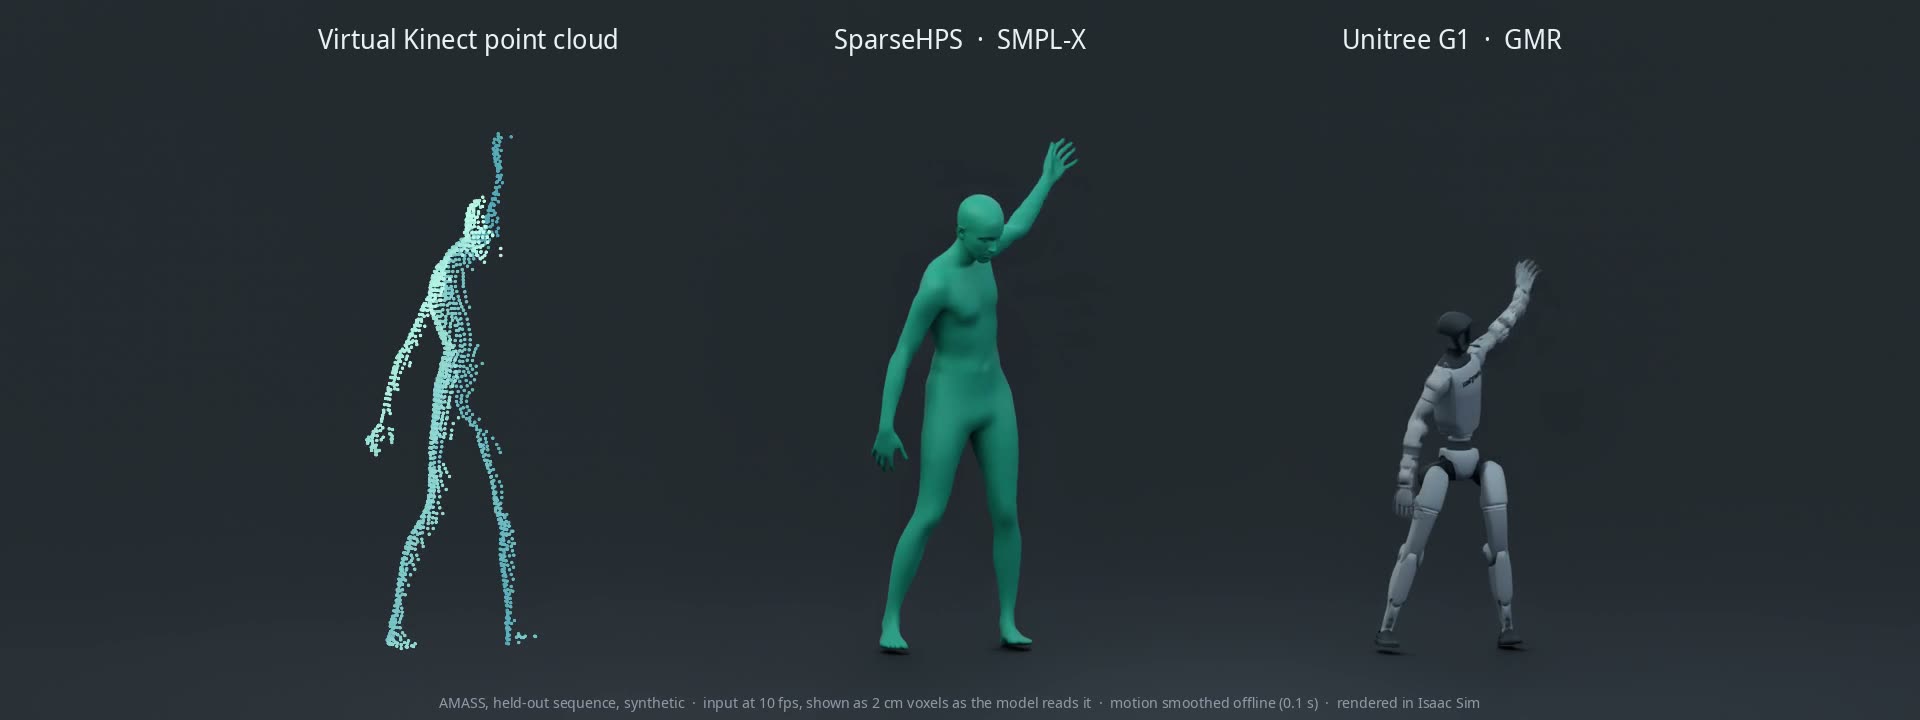 Virtual Kinect point cloud
SparseHPS · SMPL-X
Unitree G1 · GMR
AMASS, held-out sequence, synthetic · input at 10 fps, shown as 2 cm voxels as the model reads it · motion smoothed offline (0.1 s) · rendered in Isaac Sim